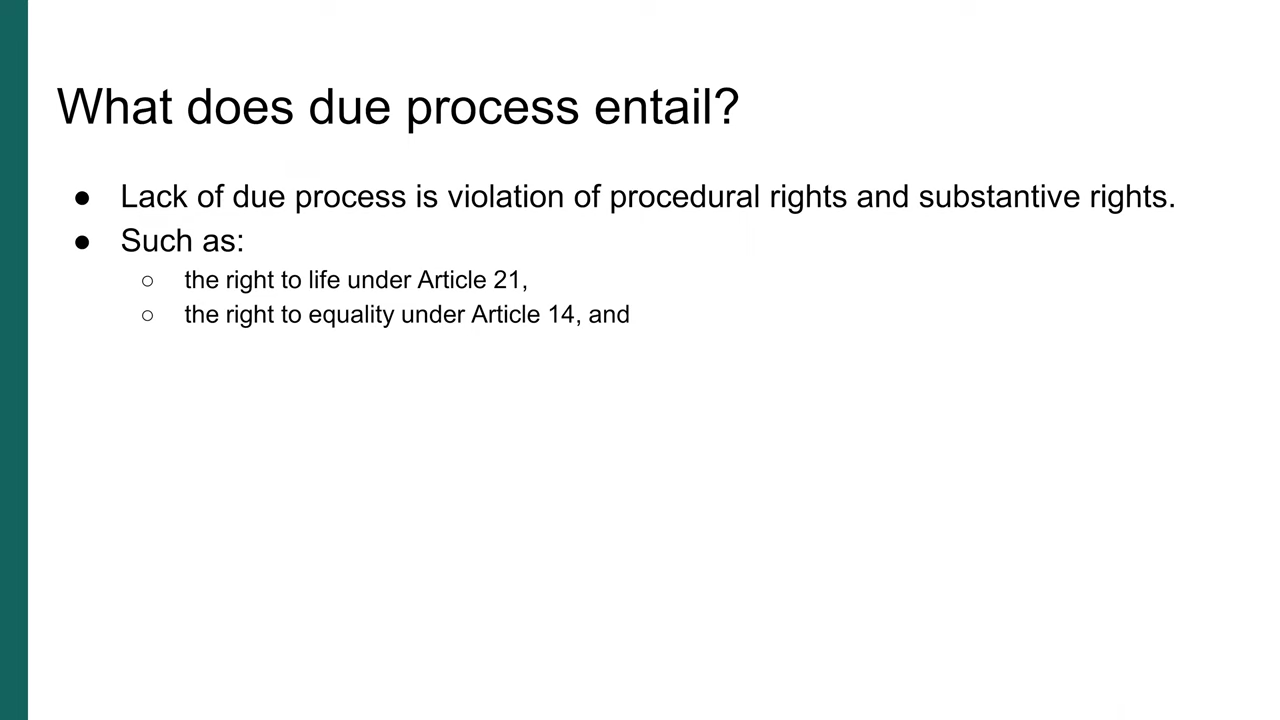 What does due process entail?
● Lack of due process is violation of procedural rights and substantive rights.
● Such as:
○ the right to life under Article 21,
○ the right to equality under Article 14, and